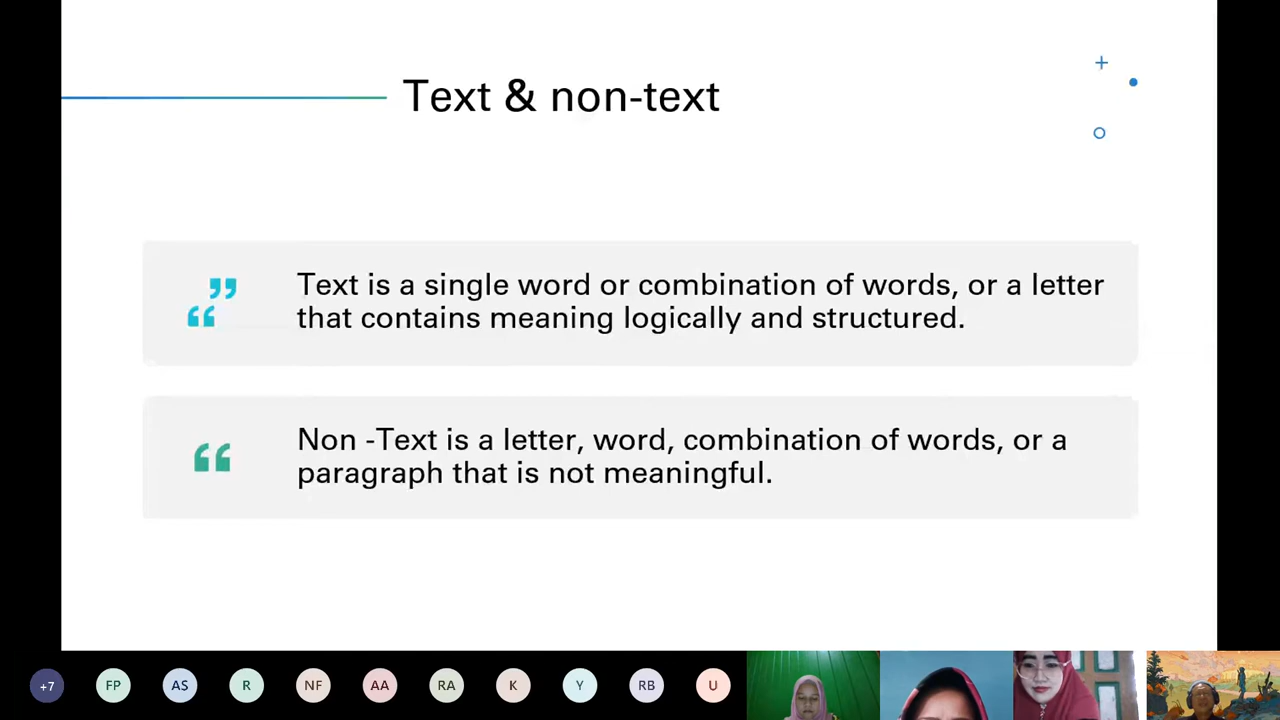 Text & non-text
Text is a single word or combination of words, or a letter
that contains meaning logically and structured.
Non -Text is a letter, word, combination of words, or a
paragraph that is not meaningful.
+7 FP AS R NF AA RA K Y RB U